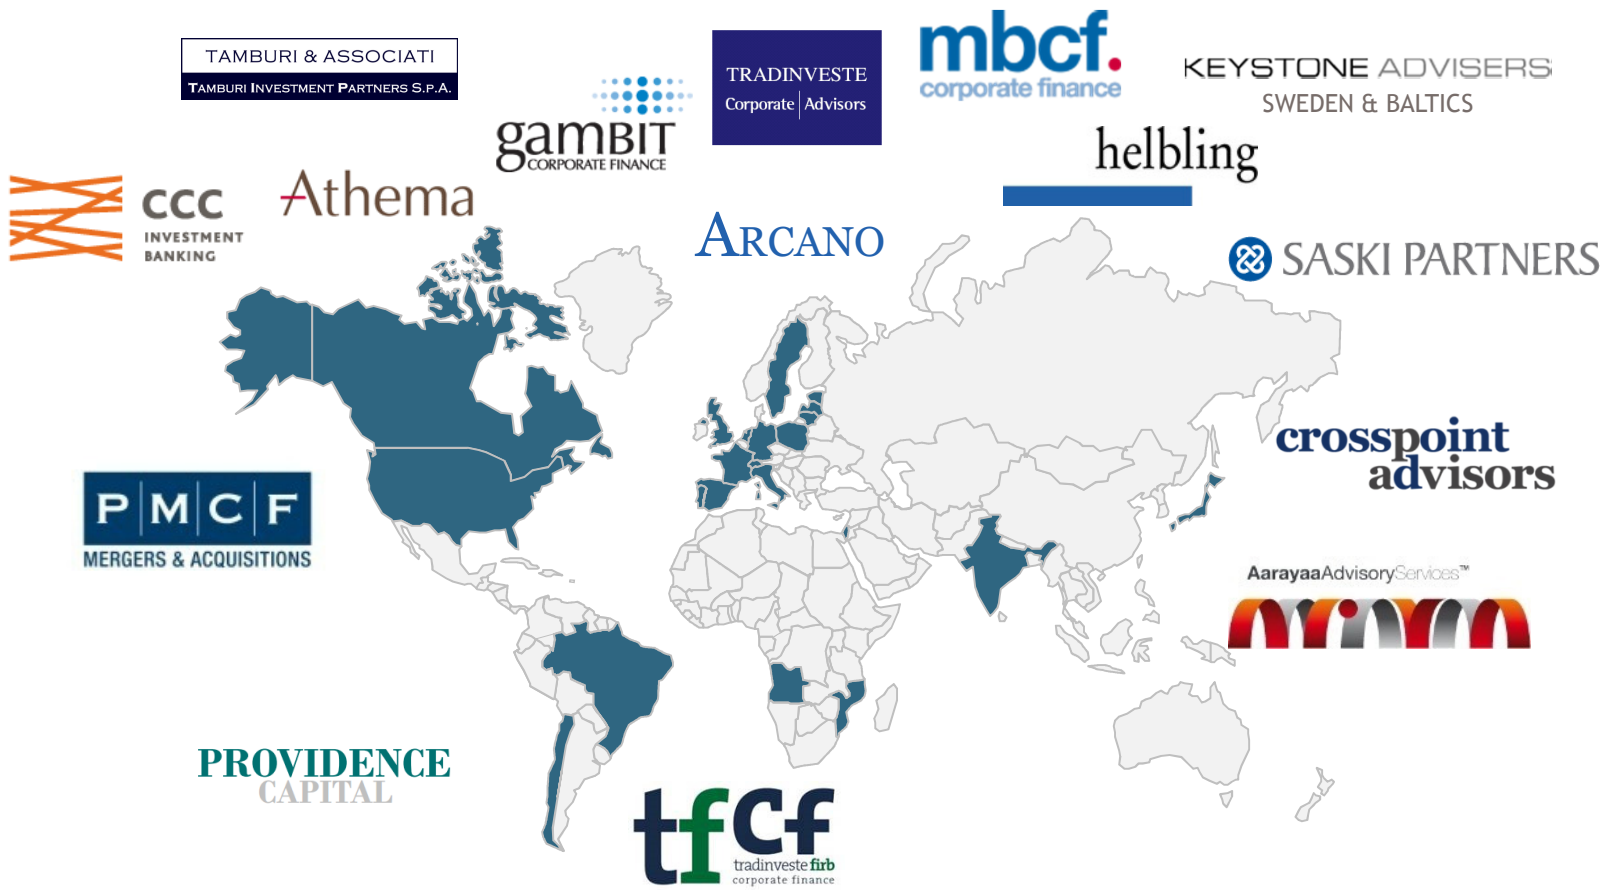 TAMBURI & ASSOCIATI
TAMBURI INVESTMENT PARTNERS S.P.A.
gamBIT
CORPORATE FINANCE
TRADINVESTE
Corporate | Advisors
mbcf.
corporate finance
KEYSTONE ADVISERS
SWEDEN & BALTICS
helbling
CCC
INVESTMENT
BANKING
Athema
ARCANO
SASKI PARTNERS
crosspoint
advisors
P|M|C|F
MERGERS & ACQUISITIONS
AarayaaAdvisoryServices™
PROVIDENCE
CAPITAL
tfcf
tradinveste firb
corporate finance